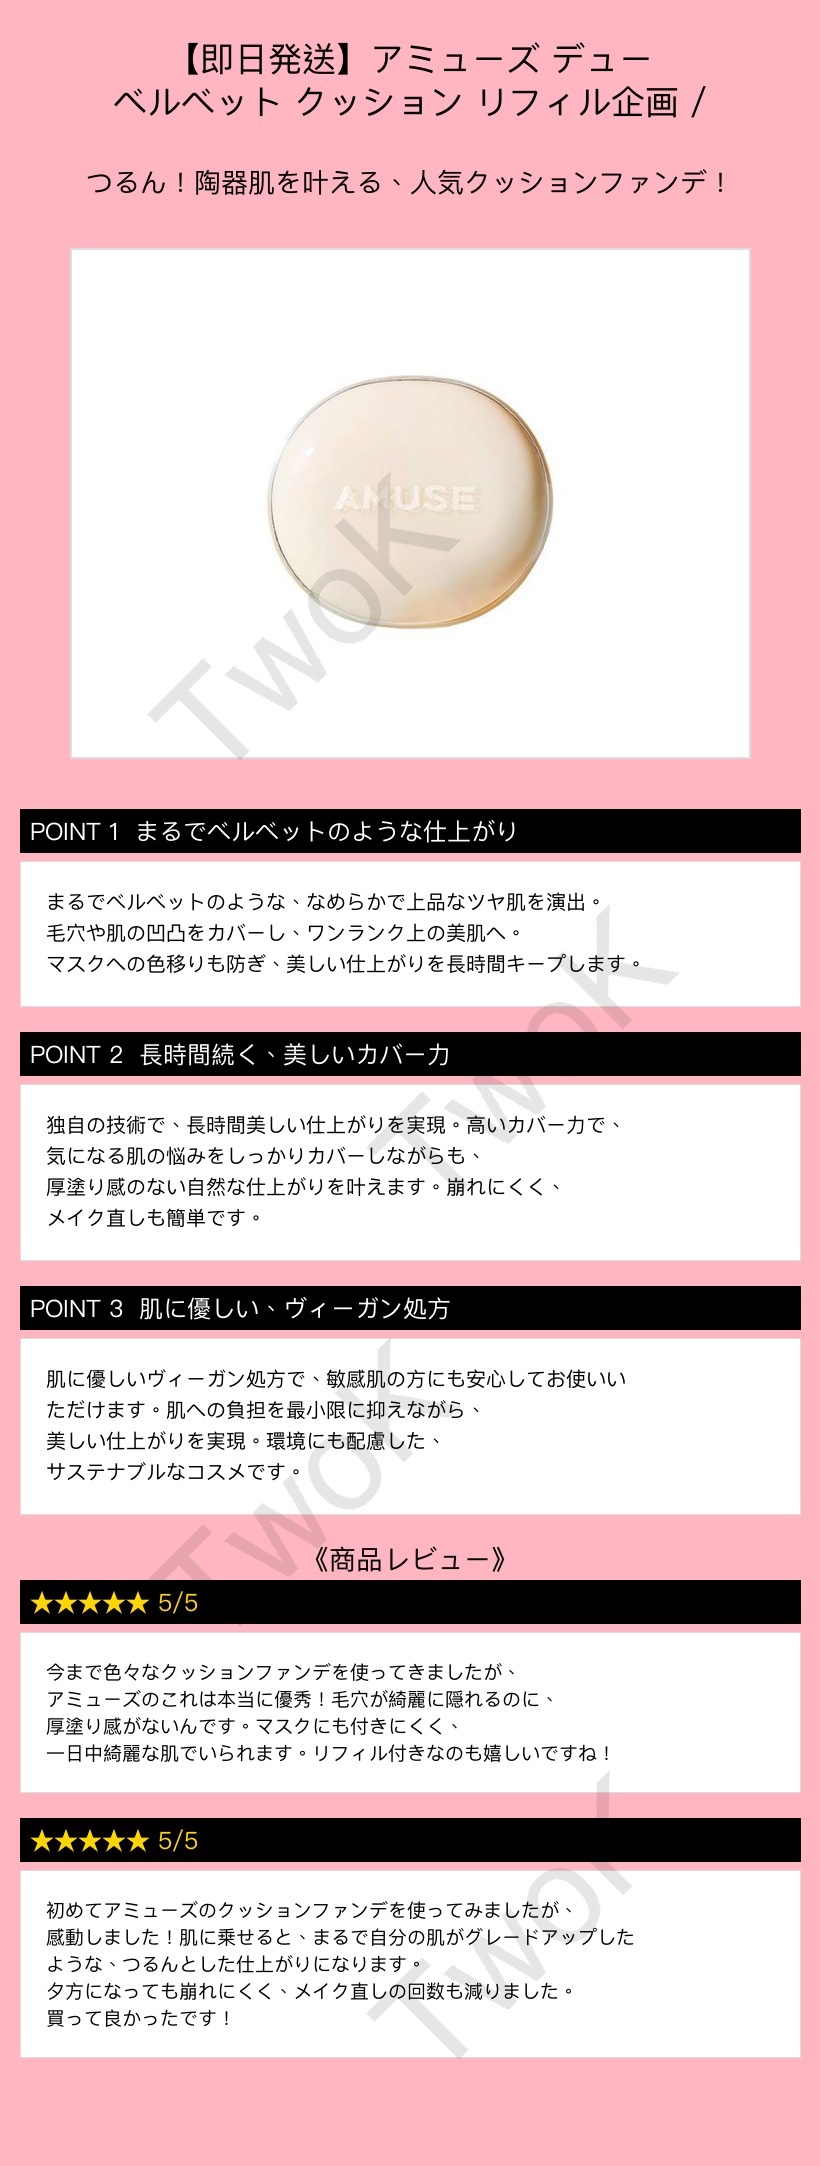 【即日発送】アミューズ デュー
ベルベット クッション リフィル企画 /
つるん！陶器肌を叶える、人気クッションファンデ！
AMUSE
TwoK
POINT 1 まるでベルベットのような仕上がり
まるでベルベットのような、なめらかで上品なツヤ肌を演出。
毛穴や肌の凹凸をカバーし、ワンランク上の美肌へ。
マスクへの色移りも防ぎ、美しい仕上がりを長時間キープします。
TwoK
POINT 2 長時間続く、美しいカバー力
独自の技術で、長時間美しい仕上がりを実現。高いカバー力で、
気になる肌の悩みをしっかりカバーしながらも、
厚塗り感のない自然な仕上がりを叶えます。崩れにくく、
メイク直しも簡単です。
POINT 3 肌に優しい、ヴィーガン処方
肌に優しいヴィーガン処方で、敏感肌の方にも安心してお使いい
ただけます。肌への負担を最小限に抑えながら、
美しい仕上がりを実現。環境にも配慮した、
サステナブルなコスメです。
TwoK
《商品レビュー》
★★★★★ 5/5
今まで色々なクッションファンデを使ってきましたが、
アミューズのこれは本当に優秀！毛穴が綺麗に隠れるのに、
厚塗り感がないんです。マスクにも付きにくく、
一日中綺麗な肌でいられます。リフィル付きなのも嬉しいですね！
★★★★★ 5/5
初めてアミューズのクッションファンデを使ってみましたが、
感動しました！肌に乗せると、まるで自分の肌がグレードアップした
ような、つるんとした仕上がりになります。
夕方になっても崩れにくく、メイク直しの回数も減りました。
買って良かったです！
TwoK